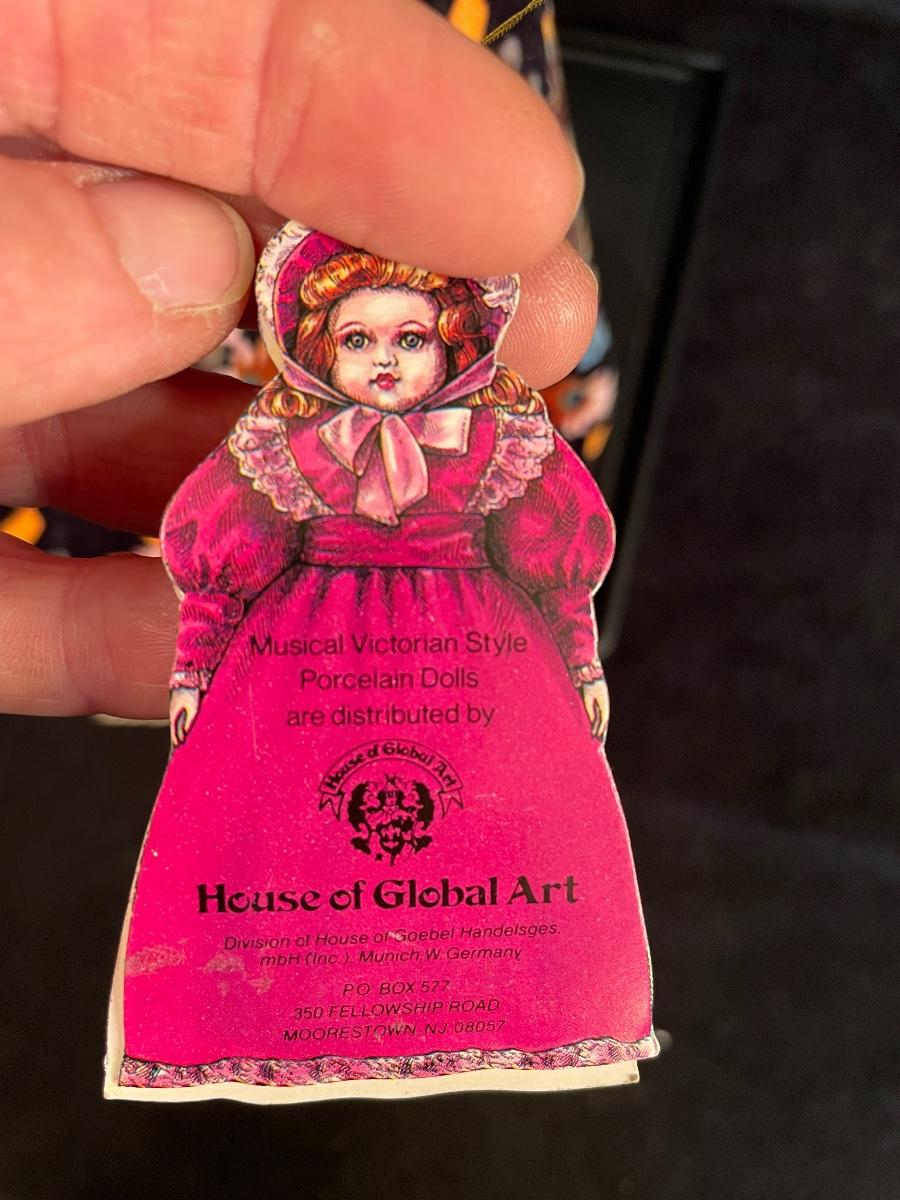 Musical Victorian Style
Porcelain Dolls
are distributed by
House of Global Art
House of Global Art
Division of House of Goebel Handelsges.
mbH (Inc.), Munich, W. Germany
P.O. BOX 577
350 FELLOWSHIP ROAD
MOORESTOWN, NJ 08057